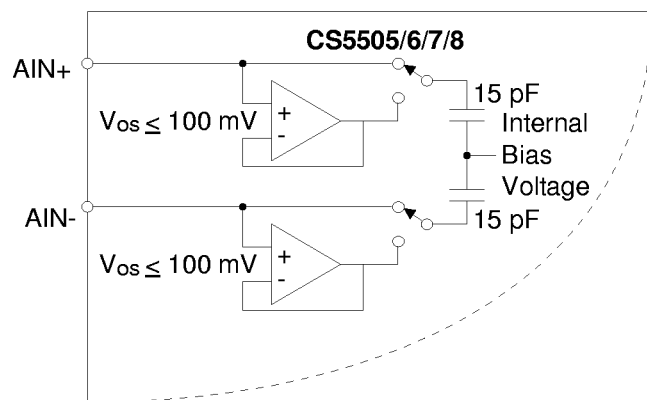 CS5505/6/7/8
AIN+
15 pF
+
Vos ≤ 100 mV
-
Internal
Bias
Voltage
AIN-
15 pF
+
Vos ≤ 100 mV
-